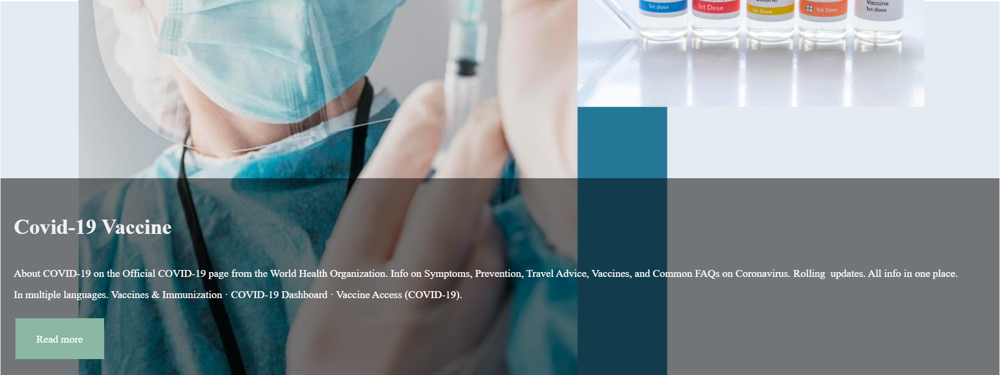 1st dose
1st Dose
1st Dose
1st Dose
Vaccine
1st dose
Covid-19 Vaccine
About COVID-19 on the Official COVID-19 page from the World Health Organization. Info on Symptoms, Prevention, Travel Advice, Vaccines, and Common FAQs on Coronavirus. Rolling  updates. All info in one place.
In multiple languages. Vaccines & Immunization · COVID-19 Dashboard · Vaccine Access (COVID-19).
Read more